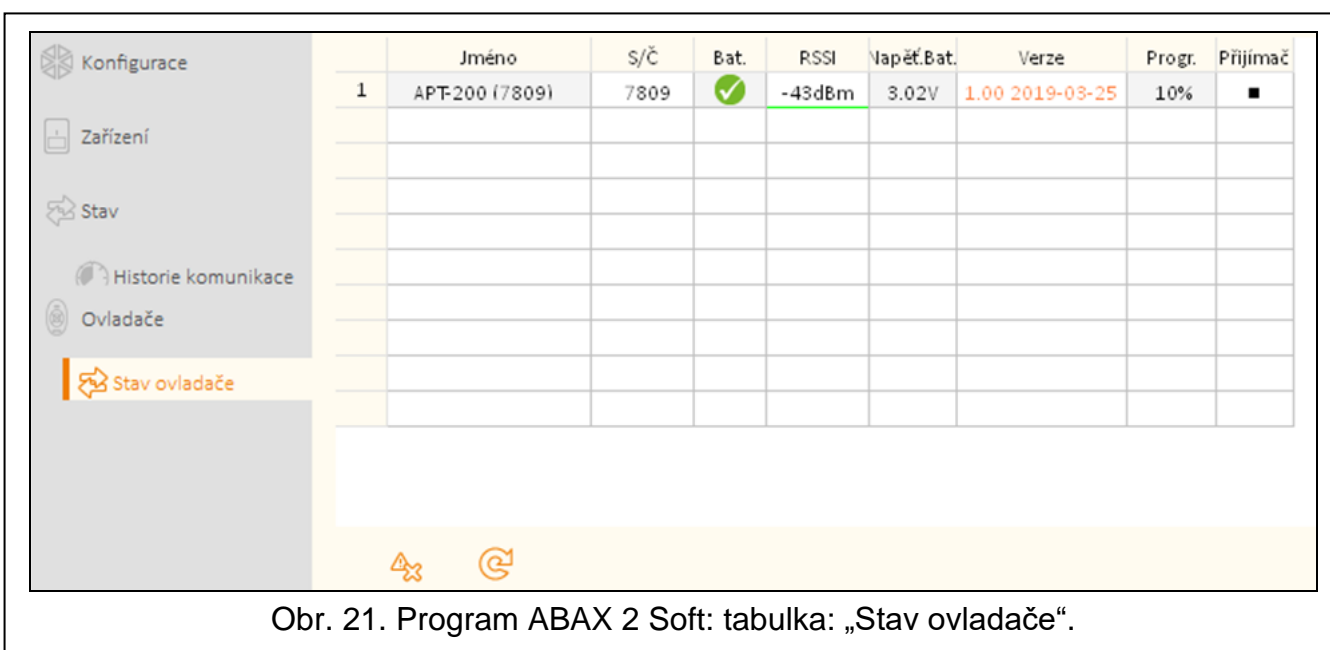 Konfigurace
Zařízení
Stav
Historie komunikace
Ovladače
Stav ovladače
Jméno S/Č Bat. RSSI Napěť.Bat. Verze Progr. Přijímač
1 APT-200 (7809) 7809 -43dBm 3.02V 1.00 2019-03-25 10% ■
Obr. 21. Program ABAX 2 Soft: tabulka: „Stav ovladače“.